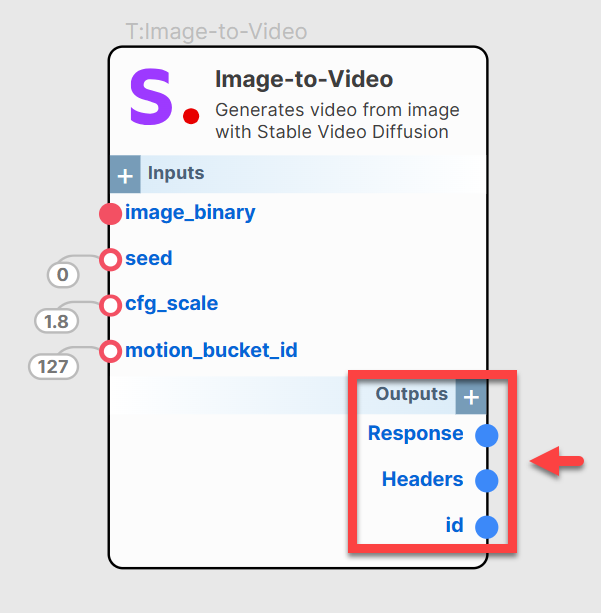 T:Image-to-Video
S.
Image-to-Video
Generates video from image
with Stable Video Diffusion
+ Inputs
image_binary
seed
0
cfg_scale
1.8
motion_bucket_id
127
Outputs +
Response
Headers
id